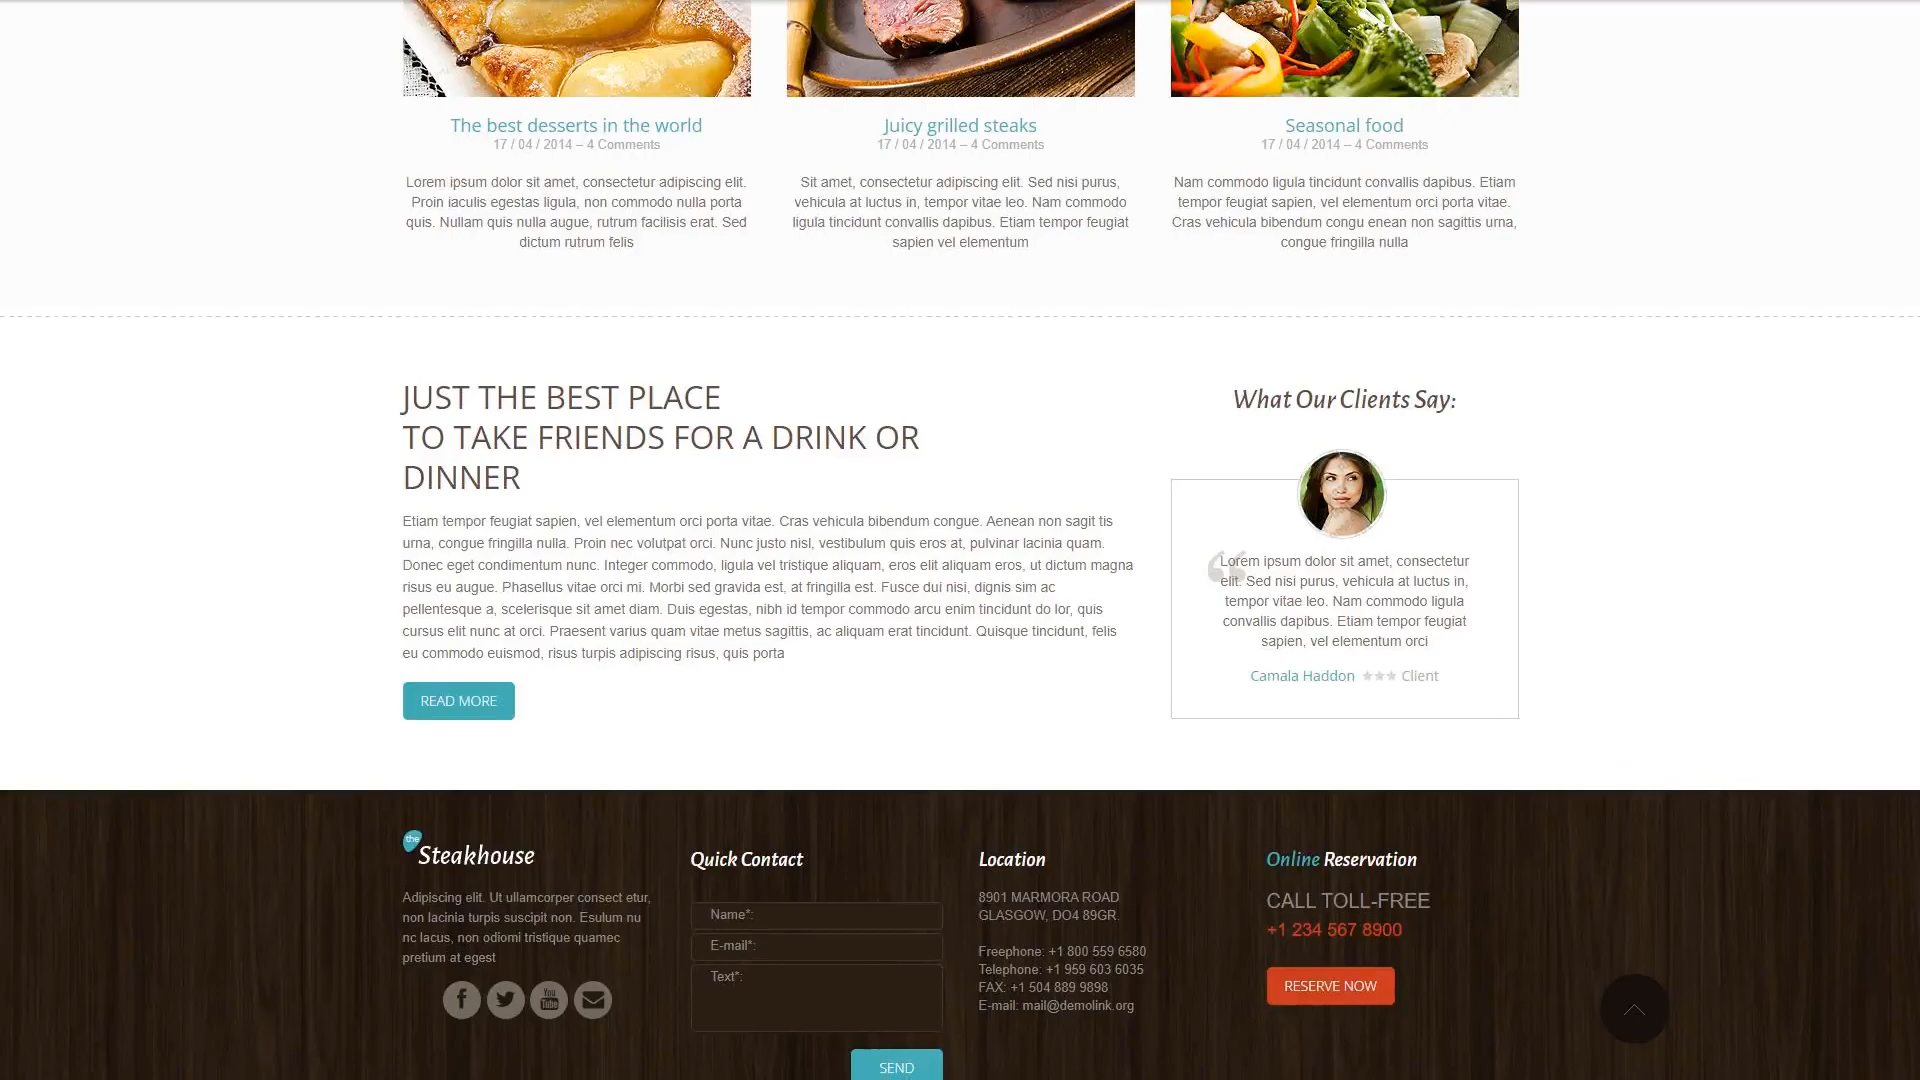 The best desserts in the world
17 / 04 / 2014 – 4 Comments
Lorem ipsum dolor sit amet, consectetur adipiscing elit.
Proin iaculis egestas ligula, non commodo nulla porta
quis. Nullam quis nulla augue, rutrum facilisis erat. Sed
dictum rutrum felis
Juicy grilled steaks
17 / 04 / 2014 – 4 Comments
Sit amet, consectetur adipiscing elit. Sed nisi purus,
vehicula at luctus in, tempor vitae leo. Nam commodo
ligula tincidunt convallis dapibus. Etiam tempor feugiat
sapien vel elementum
Seasonal food
17 / 04 / 2014 – 4 Comments
Nam commodo ligula tincidunt convallis dapibus. Etiam
tempor feugiat sapien, vel elementum orci porta vitae.
Cras vehicula bibendum congu enean non sagittis urna,
congue fringilla nulla
JUST THE BEST PLACE
TO TAKE FRIENDS FOR A DRINK OR
DINNER
Etiam tempor feugiat sapien, vel elementum orci porta vitae. Cras vehicula bibendum congue. Aenean non sagit tis
urna, congue fringilla nulla. Proin nec volutpat orci. Nunc justo nisl, vestibulum quis eros at, pulvinar lacinia quam.
Donec eget condimentum nunc. Integer commodo, ligula vel tristique aliquam, eros elit aliquam eros, ut dictum magna
risus eu augue. Phasellus vitae orci mi. Morbi sed gravida est, at fringilla est. Fusce dui nisi, dignis sim ac
pellentesque a, scelerisque sit amet diam. Duis egestas, nibh id tempor commodo arcu enim tincidunt do lor, quis
cursus elit nunc at orci. Praesent varius quam vitae metus sagittis, ac aliquam erat tincidunt. Quisque tincidunt, felis
eu commodo euismod, risus turpis adipiscing risus, quis porta
READ MORE
What Our Clients Say:
“
Lorem ipsum dolor sit amet, consectetur
elit. Sed nisi purus, vehicula at luctus in,
tempor vitae leo. Nam commodo ligula
convallis dapibus. Etiam tempor feugiat
sapien, vel elementum orci
Camala Haddon ★★★ Client
the
Steakhouse
Adipiscing elit. Ut ullamcorper consect etur,
non lacinia turpis suscipit non. Esulum nu
nc lacus, non odiomi tristique quamec
pretium at egest
f
You
Tube
Quick Contact
Name*:
E-mail*:
Text*:
SEND
Location
8901 MARMORA ROAD
GLASGOW, DO4 89GR.
Freephone: +1 800 559 6580
Telephone: +1 959 603 6035
FAX: +1 504 889 9898
E-mail: mail@demolink.org
Online Reservation
CALL TOLL-FREE
+1 234 567 8900
RESERVE NOW